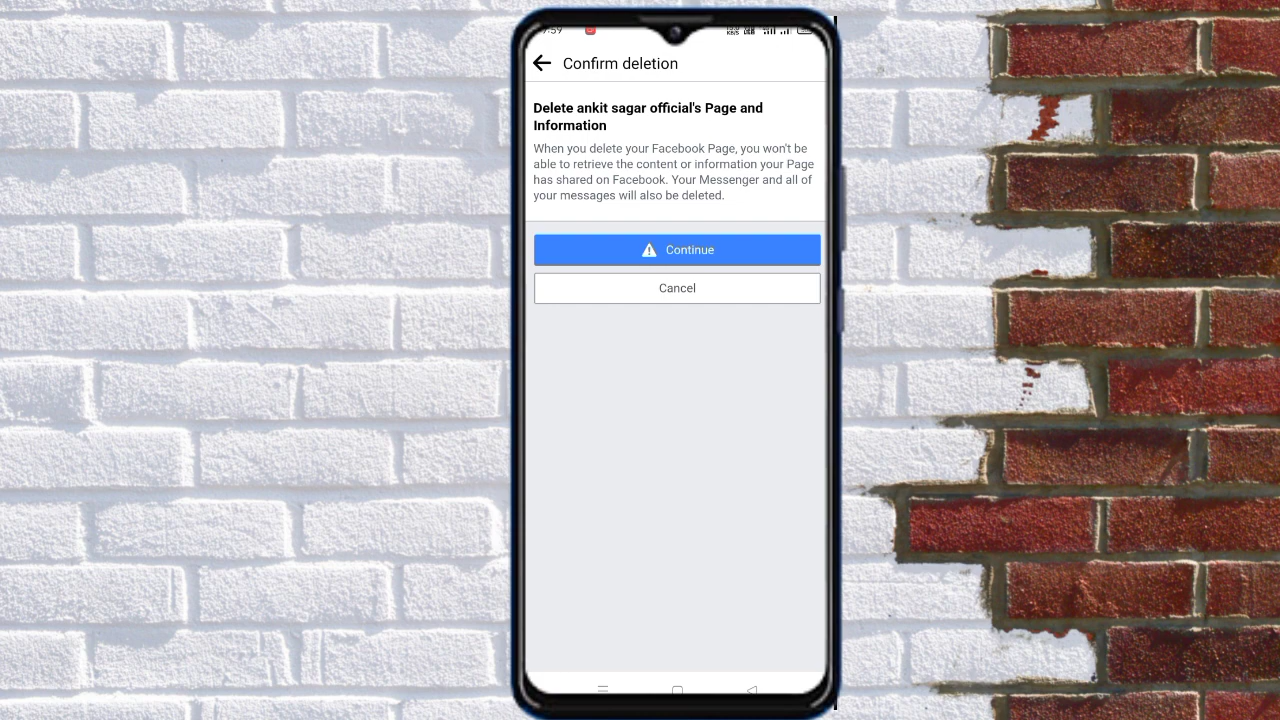 Confirm deletion
Delete ankit sagar official's Page and
Information
When you delete your Facebook Page, you won't be
able to retrieve the content or information your Page
has shared on Facebook. Your Messenger and all of
your messages will also be deleted.
Continue
Cancel